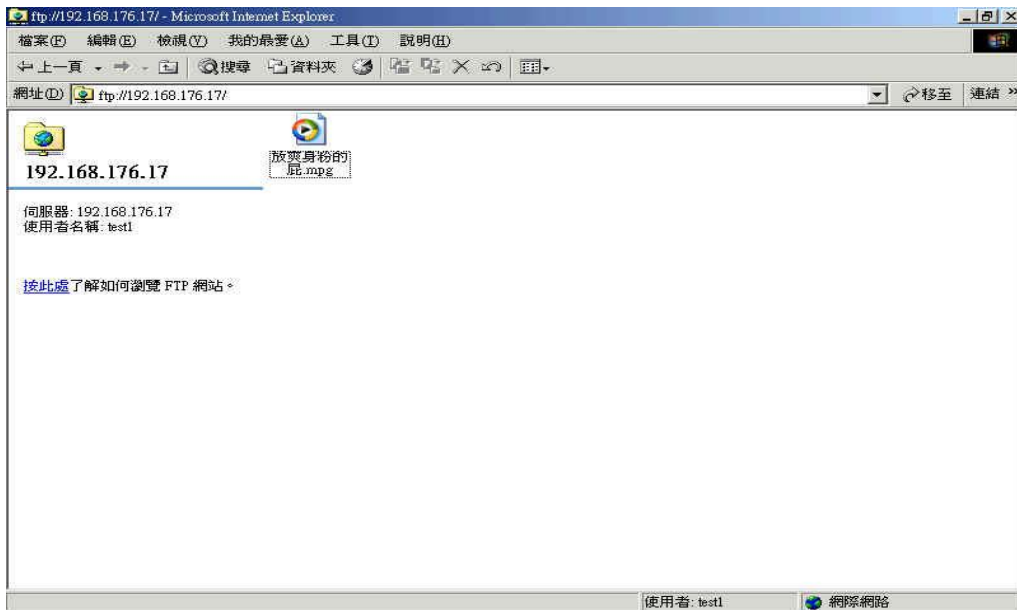 ftp://192.168.176.17/ - Microsoft Internet Explorer
檔案(F) 編輯(E) 檢視(V) 我的最愛(A) 工具(T) 說明(H)
上一頁 搜尋 資料夾
網址(D) ftp://192.168.176.17/ 移至 連結 »
放爽身粉的
屁.mpg
192.168.176.17
伺服器: 192.168.176.17
使用者名稱: test1
按此處了解如何瀏覽 FTP 網站。
使用者: test1 網際網路